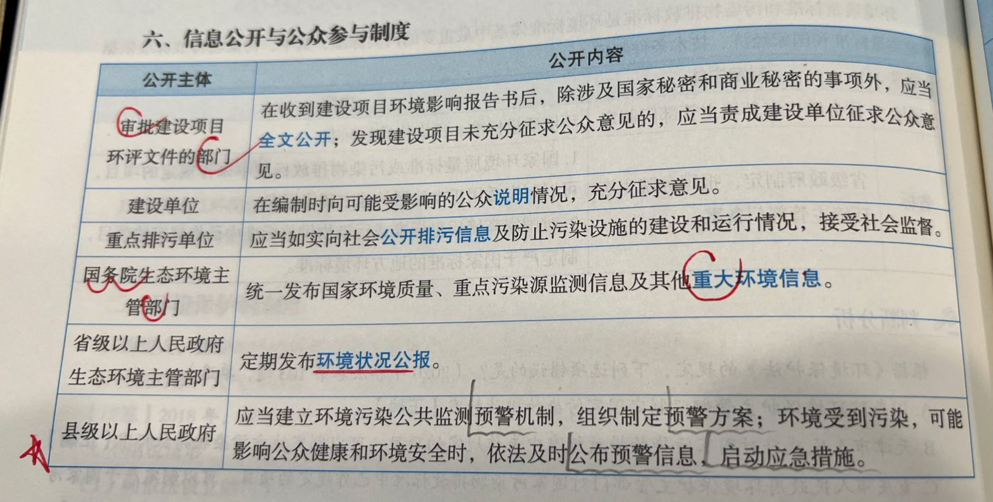 六、信息公开与公众参与制度
公开主体
公开内容
审批建设项目
环评文件的部门
在收到建设项目环境影响报告书后，除涉及国家秘密和商业秘密的事项外，应当
全文公开；发现建设项目未充分征求公众意见的，应当责成建设单位征求公众意
见。
建设单位
在编制时向可能受影响的公众说明情况，充分征求意见。
重点排污单位
应当如实向社会公开排污信息及防止污染设施的建设和运行情况，接受社会监督。
国务院生态环境主
管部门
统一发布国家环境质量、重点污染源监测信息及其他重大环境信息。
省级以上人民政府
生态环境主管部门
定期发布环境状况公报。
县级以上人民政府
应当建立环境污染公共监测预警机制，组织制定预警方案；环境受到污染，可能
影响公众健康和环境安全时，依法及时公布预警信息，启动应急措施。